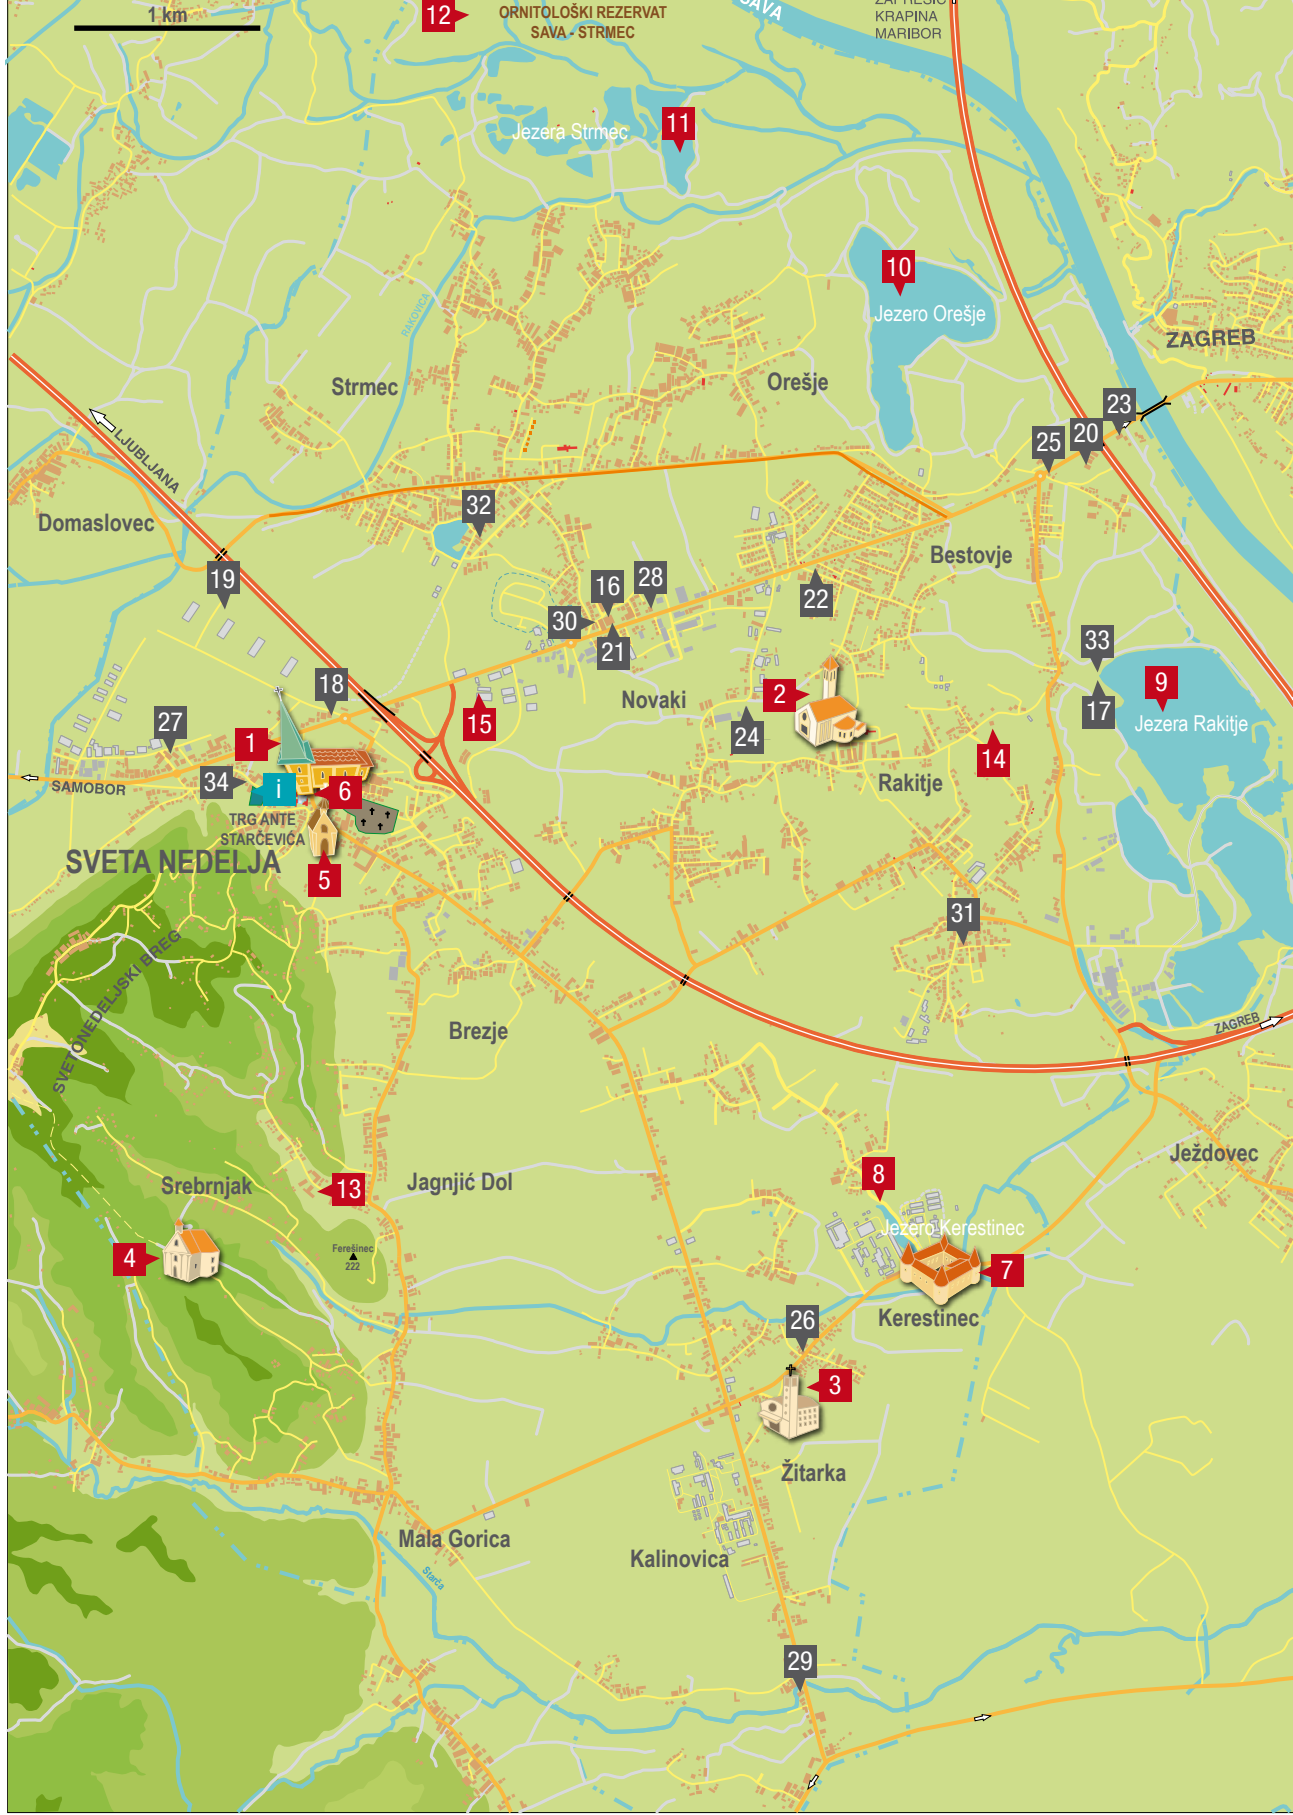 1 km
12
ORNITOLOŠKI REZERVAT
SAVA - STRMEC
SAVA
KRAPINA
MARIBOR
Jezera Strmec
11
10
Jezero Orešje
RAKOVICA
ZAGREB
Strmec
Orešje
LJUBLJANA
23
25
20
Domaslovec
32
Bestovje
19
16
28
22
30
21
33
18
Novaki
2
9
17
Jezera Rakitje
15
27
1
24
14
SAMOBOR
34
i
6
Rakitje
TRG ANTE
STARČEVIĆA
SVETA NEDELJA
5
31
SVETONEDELJSKI BREG
Brezje
ZAGREB
Ježdovec
Srebrnjak
13
Jagnjić Dol
8
Jezero Kerestinec
4
Ferešinec
222
7
Kerestinec
26
3
Žitarka
Mala Gorica
Kalinovica
Starča
29